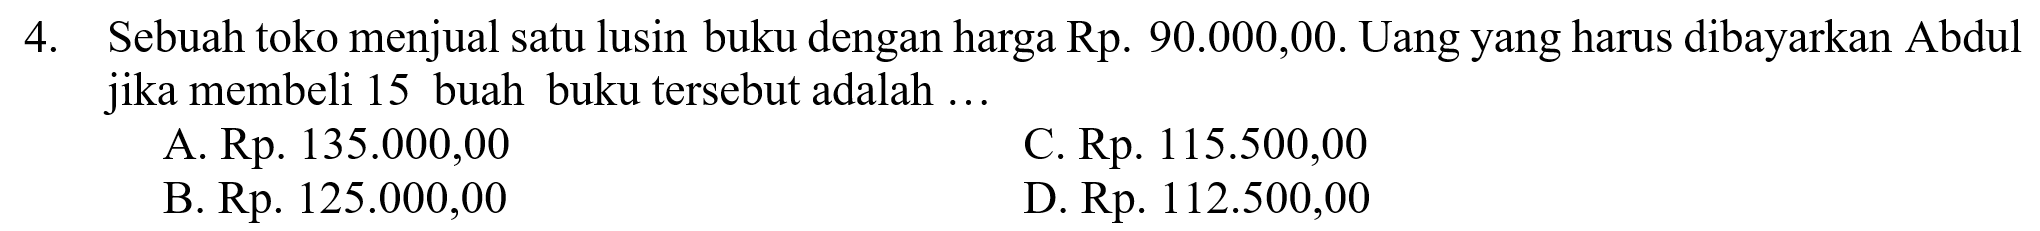 4. Sebuah toko menjual satu lusin buku dengan harga Rp. 90.000,00. Uang yang harus dibayarkan Abdul
jika membeli 15 buah buku tersebut adalah …
A. Rp. 135.000,00 C. Rp. 115.500,00
B. Rp. 125.000,00 D. Rp. 112.500,00